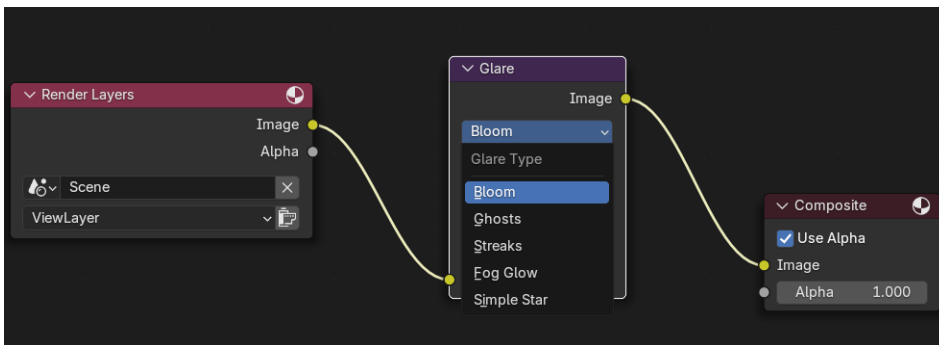 Render Layers
Image
Alpha
Scene
ViewLayer
Glare
Image
Bloom
Glare Type
Bloom
Ghosts
Streaks
Fog Glow
Simple Star
Composite
Use Alpha
Image
Alpha 1.000